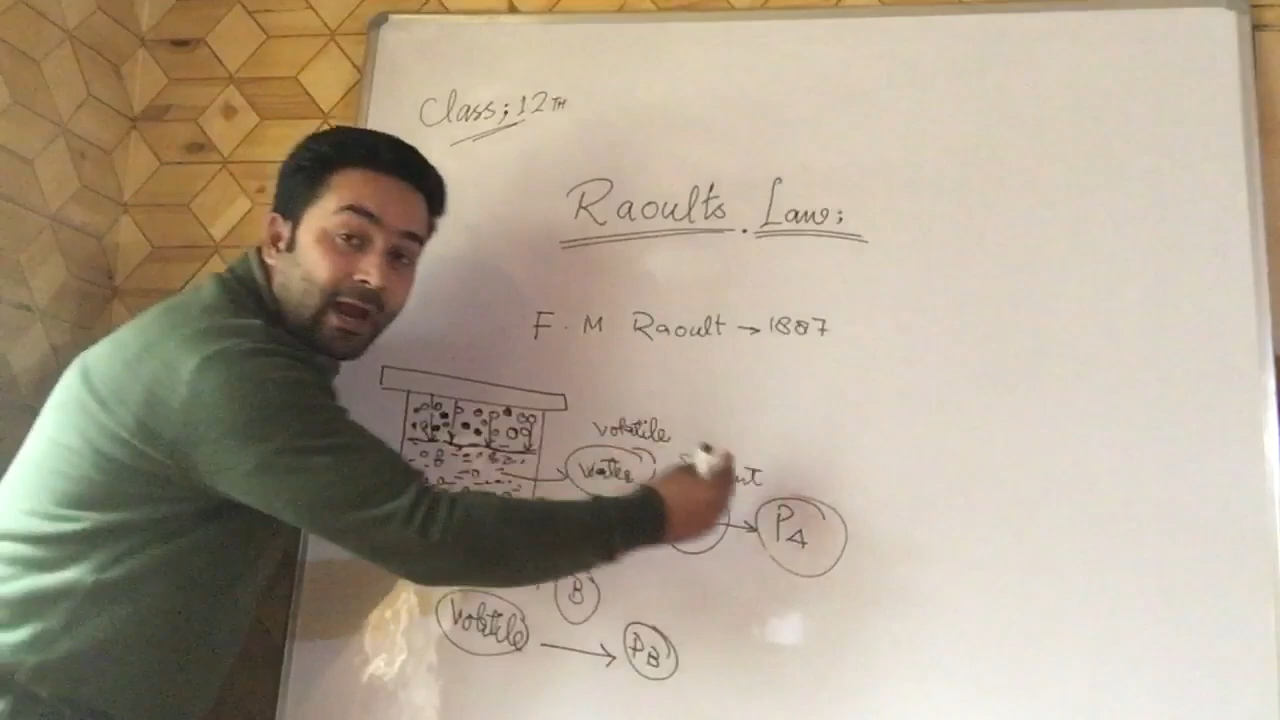 Class; 12TH
Raoults. Law:
F. M Raoult → 1887
Volatile
Water
PA
B
Volatile → PB